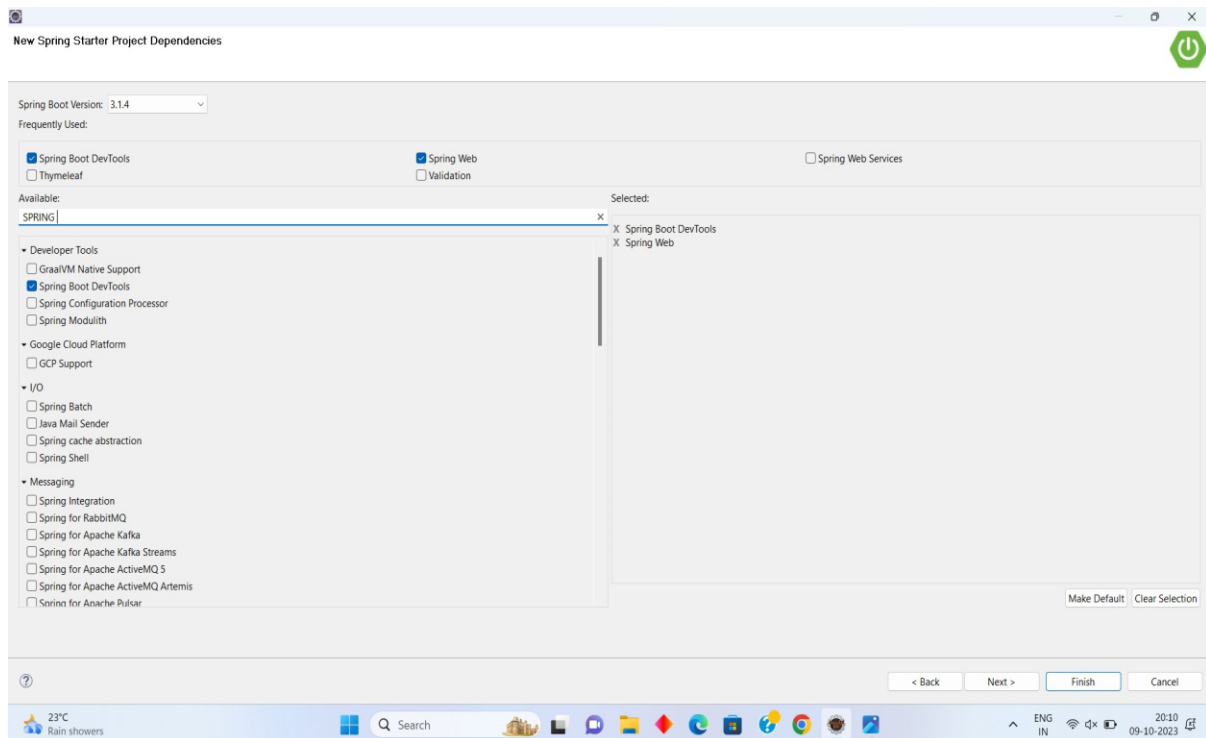 New Spring Starter Project Dependencies
Spring Boot Version: 3.1.4
Frequently Used:
Spring Boot DevTools
Spring Web
Spring Web Services
Thymeleaf
Validation
Available:
Selected:
SPRING
X
X Spring Boot DevTools
X Spring Web
Developer Tools
GraalVM Native Support
Spring Boot DevTools
Spring Configuration Processor
Spring Modulith
Google Cloud Platform
GCP Support
I/O
Spring Batch
Java Mail Sender
Spring cache abstraction
Spring Shell
Messaging
Spring Integration
Spring for RabbitMQ
Spring for Apache Kafka
Spring for Apache Kafka Streams
Spring for Apache ActiveMQ 5
Spring for Apache ActiveMQ Artemis
Spring for Apache Pulsar
Make Default Clear Selection
?
< Back Next > Finish Cancel
23°C
Rain showers
Search
ENG
IN
20:10
09-10-2023